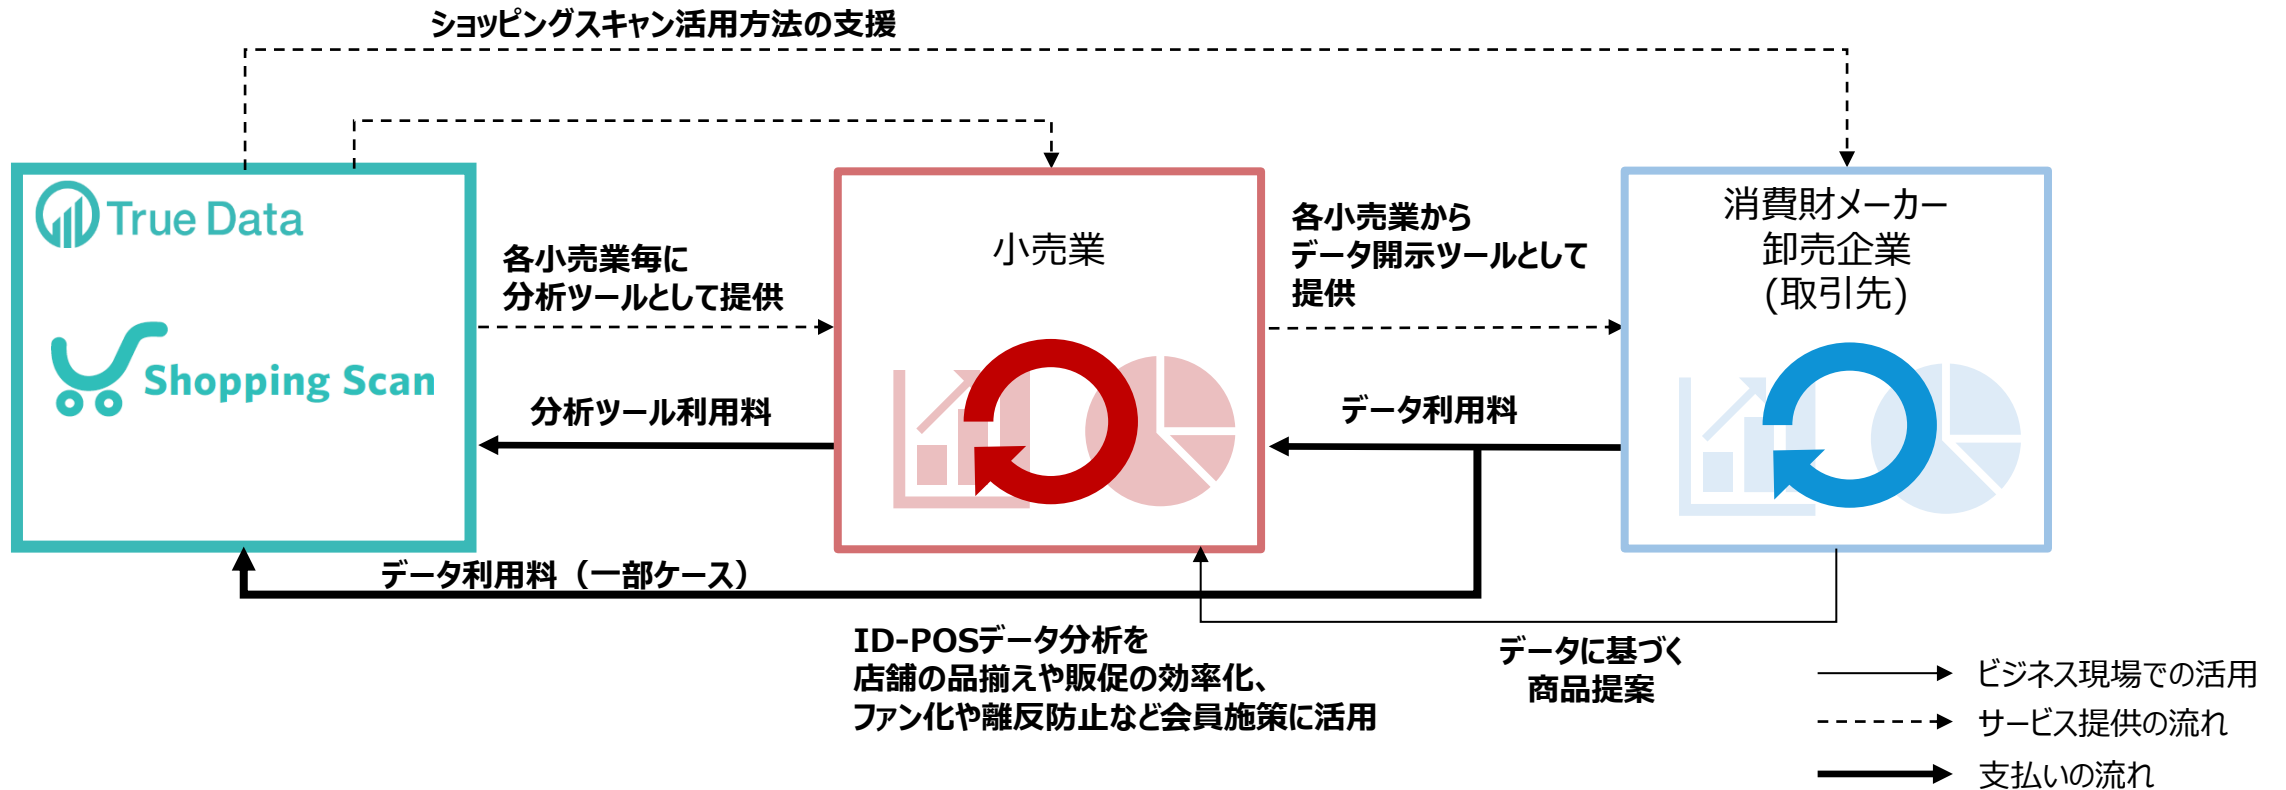 ショッピングスキャン活用方法の支援
True Data
Shopping Scan
各小売業毎に
分析ツールとして提供
分析ツール利用料
小売業
各小売業から
データ開示ツールとして
提供
データ利用料
消費財メーカー
卸売企業
(取引先)
データ利用料（一部ケース）
ID-POSデータ分析を
店舗の品揃えや販促の効率化、
ファン化や離反防止など会員施策に活用
データに基づく
商品提案
ビジネス現場での活用
サービス提供の流れ
支払いの流れ